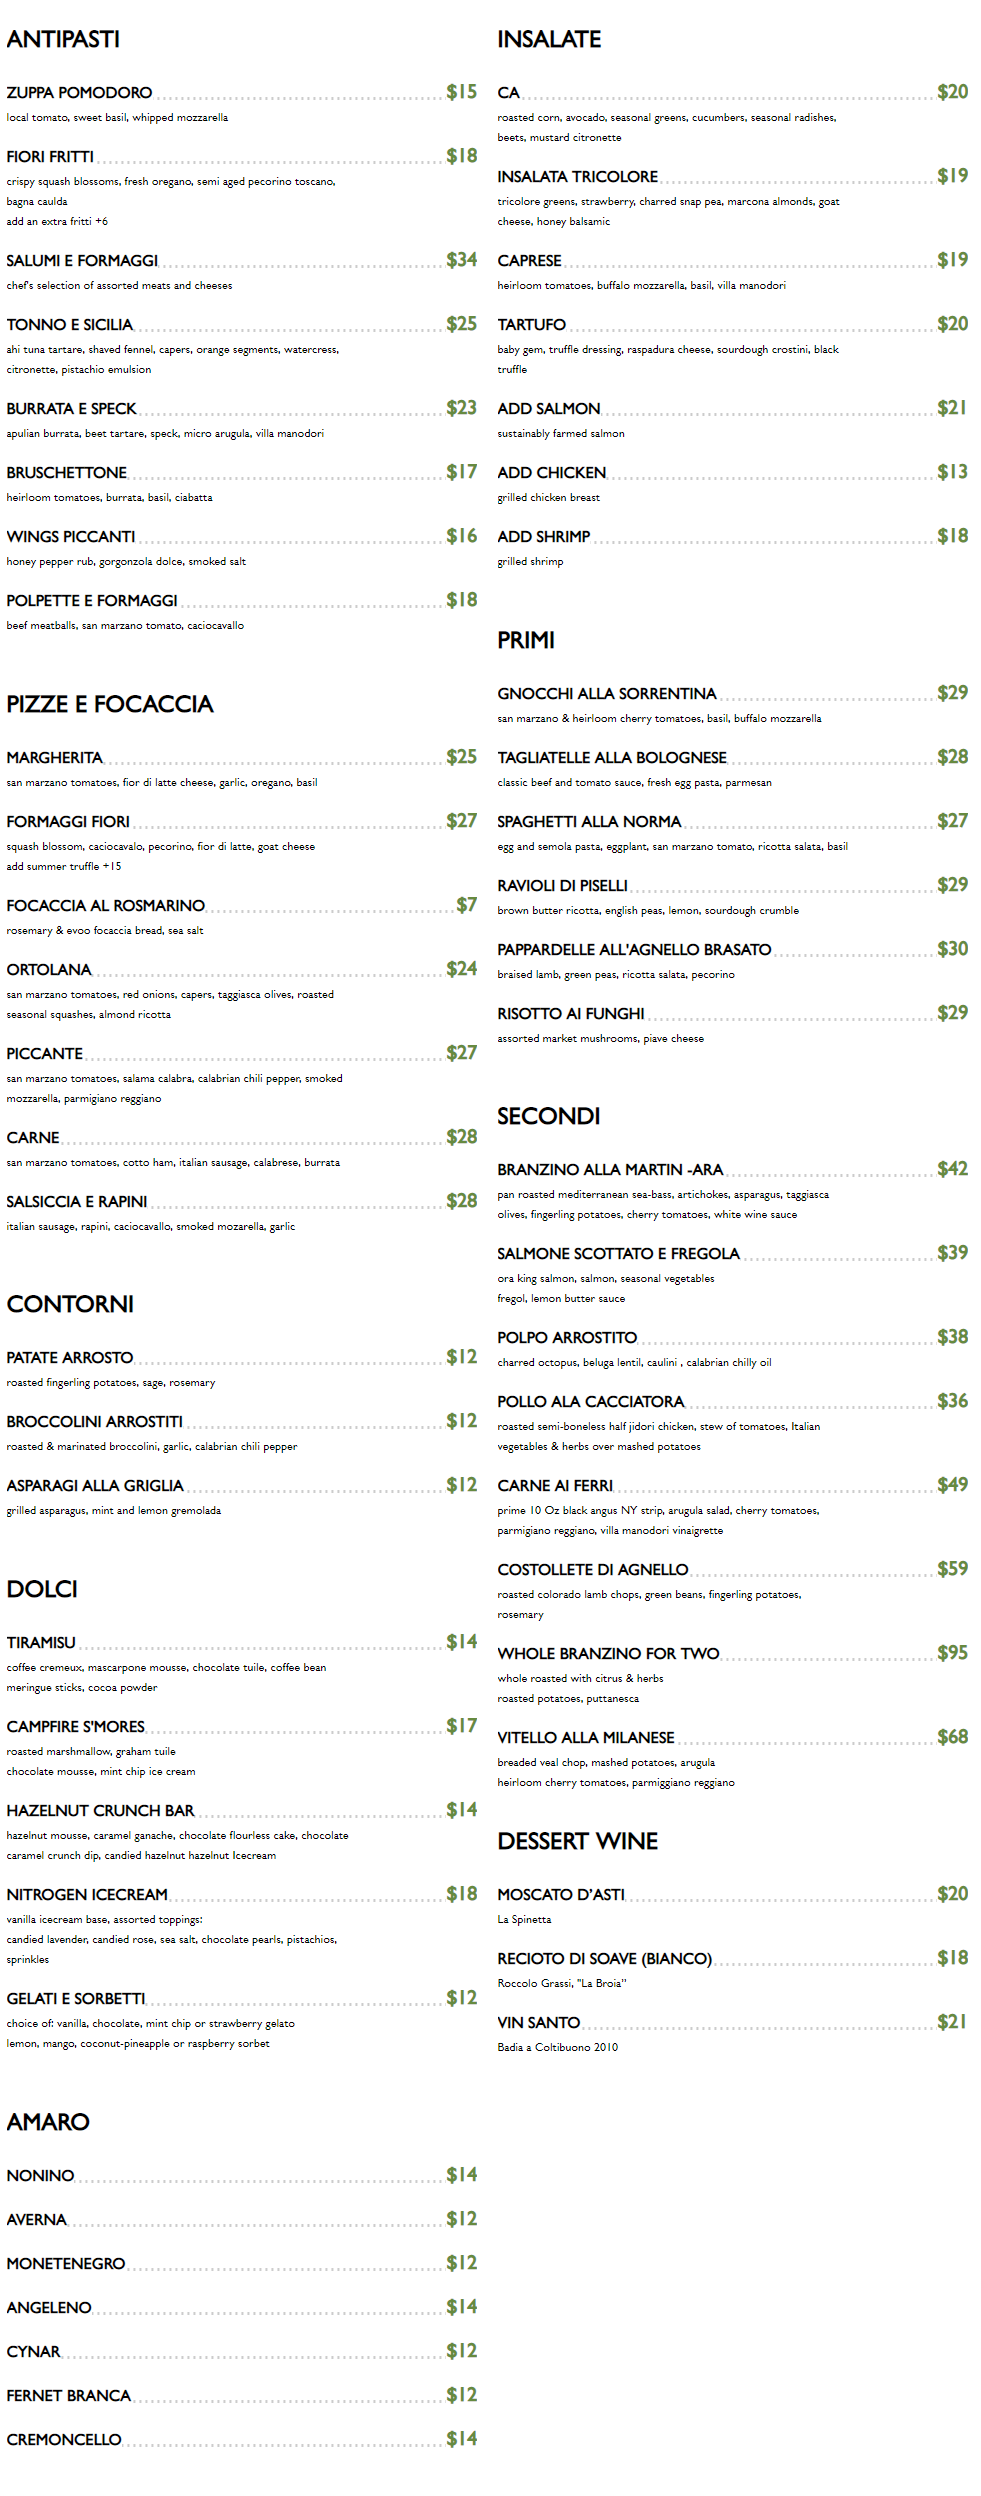 ANTIPASTI
ZUPPA POMODORO $15
local tomato, sweet basil, whipped mozzarella
FIORI FRITTI $18
crispy squash blossoms, fresh oregano, semi aged pecorino toscano,
bagna caulda
add an extra fritti +6
SALUMI E FORMAGGI $34
chef's selection of assorted meats and cheeses
TONNO E SICILIA $25
ahi tuna tartare, shaved fennel, capers, orange segments, watercress,
citronette, pistachio emulsion
BURRATA E SPECK $23
apulian burrata, beet tartare, speck, micro arugula, villa manodori
BRUSCHETTONE $17
heirloom tomatoes, burrata, basil, ciabatta
WINGS PICCANTI $16
honey pepper rub, gorgonzola dolce, smoked salt
POLPETTE E FORMAGGI $18
beef meatballs, san marzano tomato, caciocavallo
PIZZE E FOCACCIA
MARGHERITA $25
san marzano tomatoes, fior di latte cheese, garlic, oregano, basil
FORMAGGI FIORI $27
squash blossom, caciocavalo, pecorino, fior di latte, goat cheese
add summer truffle +15
FOCACCIA AL ROSMARINO $7
rosemary & evoo focaccia bread, sea salt
ORTOLANA $24
san marzano tomatoes, red onions, capers, taggiasca olives, roasted
seasonal squashes, almond ricotta
PICCANTE $27
san marzano tomatoes, salama calabra, calabrian chili pepper, smoked
mozzarella, parmigiano reggiano
CARNE $28
san marzano tomatoes, cotto ham, italian sausage, calabrese, burrata
SALSICCIA E RAPINI $28
italian sausage, rapini, caciocavallo, smoked mozarella, garlic
CONTORNI
PATATE ARROSTO $12
roasted fingerling potatoes, sage, rosemary
BROCCOLINI ARROSTITI $12
roasted & marinated broccolini, garlic, calabrian chili pepper
ASPARAGI ALLA GRIGLIA $12
grilled asparagus, mint and lemon gremolada
DOLCI
TIRAMISU $14
coffee cremeux, mascarpone mousse, chocolate tuile, coffee bean
meringue sticks, cocoa powder
CAMPFIRE S'MORES $17
roasted marshmallow, graham tuile
chocolate mousse, mint chip ice cream
HAZELNUT CRUNCH BAR $14
hazelnut mousse, caramel ganache, chocolate flourless cake, chocolate
caramel crunch dip, candied hazelnut hazelnut Icecream
NITROGEN ICECREAM $18
vanilla icecream base, assorted toppings:
candied lavender, candied rose, sea salt, chocolate pearls, pistachios,
sprinkles
GELATI E SORBETTI $12
choice of: vanilla, chocolate, mint chip or strawberry gelato
lemon, mango, coconut-pineapple or raspberry sorbet
AMARO
NONINO $14
AVERNA $12
MONETENEGRO $12
ANGELENO $14
CYNAR $12
FERNET BRANCA $12
CREMONCELLO $14
INSALATE
CA $20
roasted corn, avocado, seasonal greens, cucumbers, seasonal radishes,
beets, mustard citronette
INSALATA TRICOLORE $19
tricolore greens, strawberry, charred snap pea, marcona almonds, goat
cheese, honey balsamic
CAPRESE $19
heirloom tomatoes, buffalo mozzarella, basil, villa manodori
TARTUFO $20
baby gem, truffle dressing, raspadura cheese, sourdough crostini, black
truffle
ADD SALMON $21
sustainably farmed salmon
ADD CHICKEN $13
grilled chicken breast
ADD SHRIMP $18
grilled shrimp
PRIMI
GNOCCHI ALLA SORRENTINA $29
san marzano & heirloom cherry tomatoes, basil, buffalo mozzarella
TAGLIATELLE ALLA BOLOGNESE $28
classic beef and tomato sauce, fresh egg pasta, parmesan
SPAGHETTI ALLA NORMA $27
egg and semola pasta, eggplant, san marzano tomato, ricotta salata, basil
RAVIOLI DI PISELLI $29
brown butter ricotta, english peas, lemon, sourdough crumble
PAPPARDELLE ALL'AGNELLO BRASATO $30
braised lamb, green peas, ricotta salata, pecorino
RISOTTO AI FUNGHI $29
assorted market mushrooms, piave cheese
SECONDI
BRANZINO ALLA MARTIN -ARA $42
pan roasted mediterranean sea-bass, artichokes, asparagus, taggiasca
olives, fingerling potatoes, cherry tomatoes, white wine sauce
SALMONE SCOTTATO E FREGOLA $39
ora king salmon, salmon, seasonal vegetables
fregol, lemon butter sauce
POLPO ARROSTITO $38
charred octopus, beluga lentil, caulini , calabrian chilly oil
POLLO ALA CACCIATORA $36
roasted semi-boneless half jidori chicken, stew of tomatoes, Italian
vegetables & herbs over mashed potatoes
CARNE AI FERRI $49
prime 10 Oz black angus NY strip, arugula salad, cherry tomatoes,
parmigiano reggiano, villa manodori vinaigrette
COSTOLLETE DI AGNELLO $59
roasted colorado lamb chops, green beans, fingerling potatoes,
rosemary
WHOLE BRANZINO FOR TWO $95
whole roasted with citrus & herbs
roasted potatoes, puttanesca
VITELLO ALLA MILANESE $68
breaded veal chop, mashed potatoes, arugula
heirloom cherry tomatoes, parmiggiano reggiano
DESSERT WINE
MOSCATO D'ASTI $20
La Spinetta
RECIOTO DI SOAVE (BIANCO) $18
Roccolo Grassi, "La Broia"
VIN SANTO $21
Badia a Coltibuono 2010